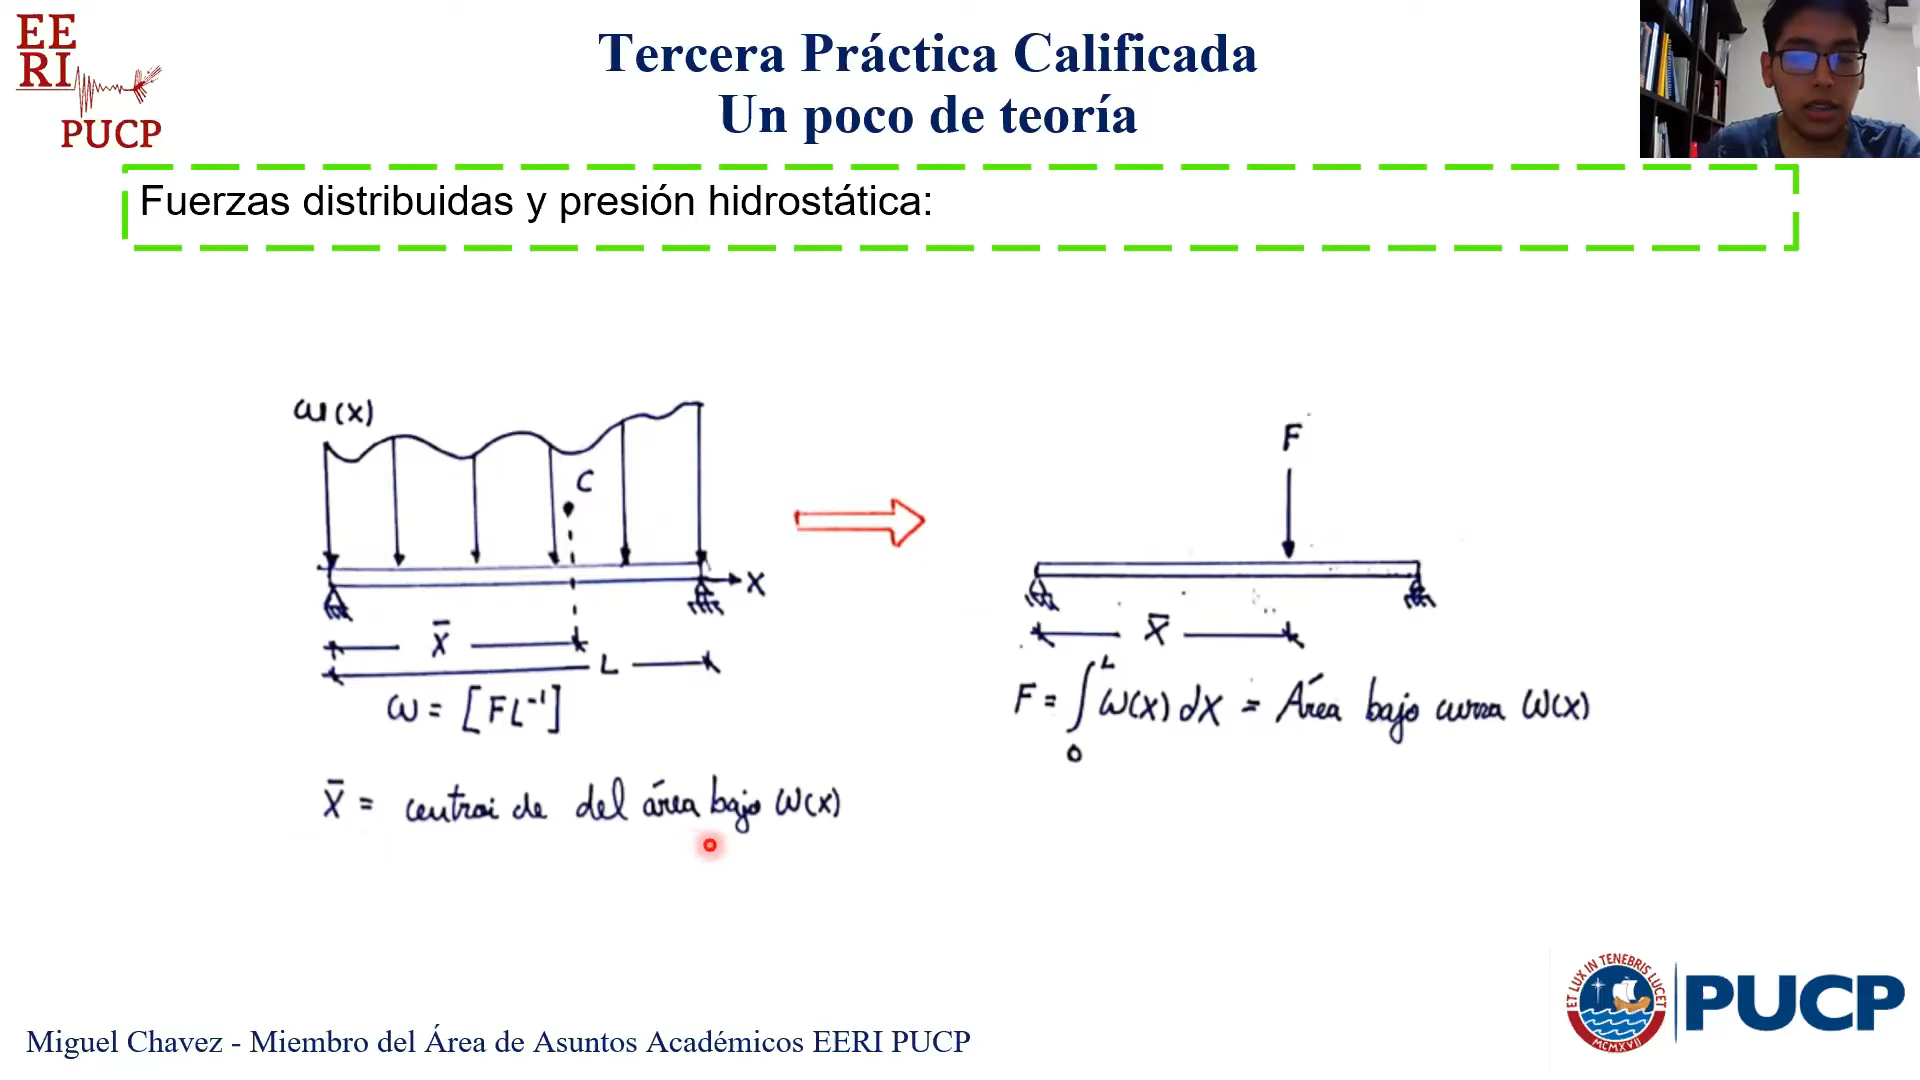 EE
RI
PUCP
Tercera Práctica Calificada
Un poco de teoría
Fuerzas distribuidas y presión hidrostática:
ω(x)
C
x
x̄
L
ω = [FL⁻¹]
x̄ = centroi de del área bajo ω(x)
F
x̄
F = ∫₀ᴸ ω(x) dx = Área bajo curva ω(x)
ET LUX IN TENEBRIS LUCET
MCMXVII
PUCP
Miguel Chavez - Miembro del Área de Asuntos Académicos EERI PUCP